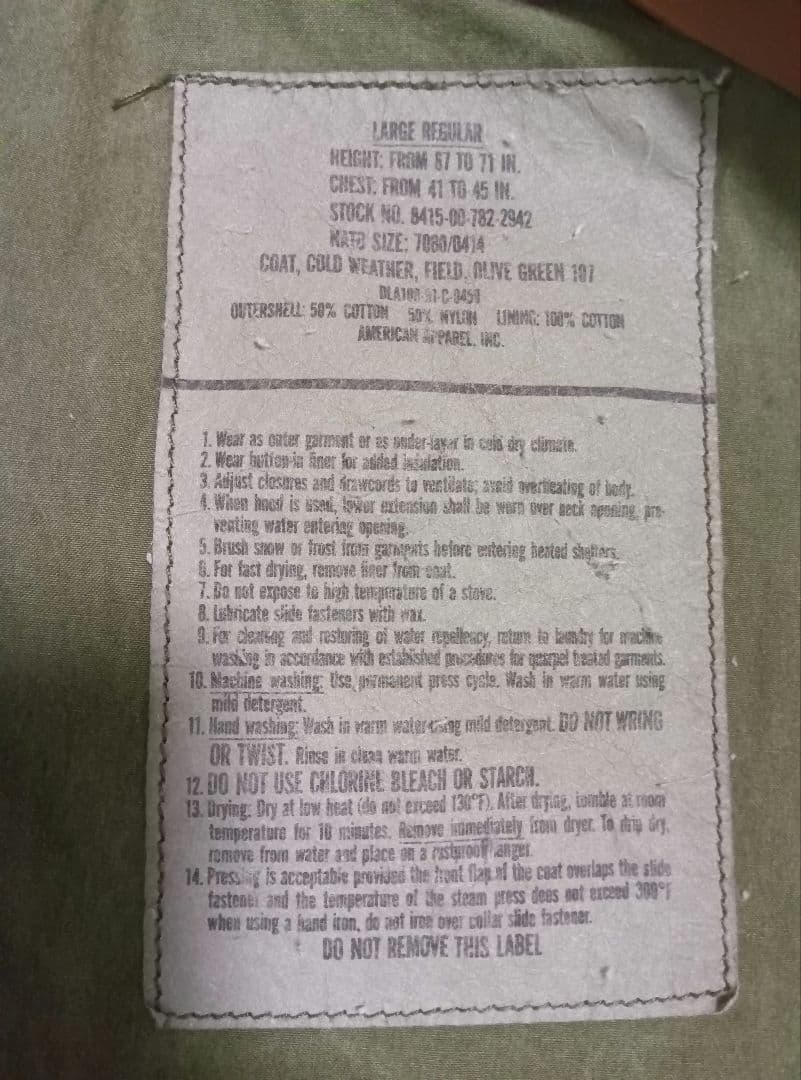 LARGE REGULAR
HEIGHT: FROM 67 TO 71 IN.
CHEST: FROM 41 TO 45 IN.
STOCK NO. 8415-00-782-2942
NATO SIZE: 7080/0414
COAT, COLD WEATHER, FIELD, OLIVE GREEN 107
DLA100-91-C-0450
OUTERSHELL: 50% COTTON 50% NYLON LINING: 100% COTTON
AMERICAN APPAREL, INC.
1. Wear as outer garment or as under-layer in cold dry climate.
2. Wear button-in liner for added insulation.
3. Adjust closures and drawcords to ventilate; avoid overheating of body.
4. When hood is used, lower extension shall be worn over neck opening, pre-
venting water entering opening.
5. Brush snow or frost from garments before entering heated shelters.
6. For fast drying, remove liner from coat.
7. Do not expose to high temperature of a stove.
8. Lubricate slide fasteners with wax.
9. For cleaning and restoring of water repellency, return to laundry for machine
washing in accordance with established procedures for quarpel treated garments.
10. Machine washing: Use permanent press cycle. Wash in warm water using
mild detergent.
11. Hand washing: Wash in warm water using mild detergent. DO NOT WRING
OR TWIST. Rinse in clean warm water.
12. DO NOT USE CHLORINE BLEACH OR STARCH.
13. Drying: Dry at low heat (do not exceed 130°F). After drying, tumble at room
temperature for 10 minutes. Remove immediately from dryer. To drip dry,
remove from water and place on a rustproof hanger.
14. Pressing is acceptable provided the front flap of the coat overlaps the slide
fastener and the temperature of the steam press does not exceed 300°F
when using a hand iron, do not iron over collar slide fastener.
DO NOT REMOVE THIS LABEL